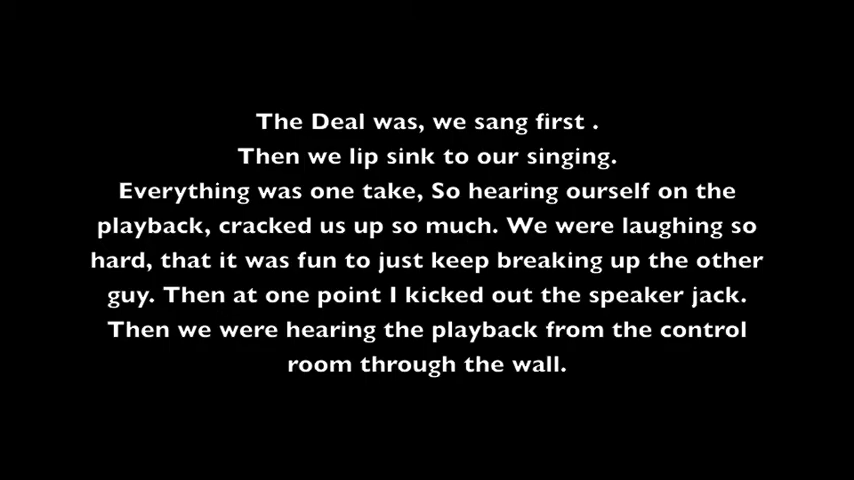 The Deal was, we sang first .
Then we lip sink to our singing.
Everything was one take, So hearing ourself on the
playback, cracked us up so much. We were laughing so
hard, that it was fun to just keep breaking up the other
guy. Then at one point I kicked out the speaker jack.
Then we were hearing the playback from the control
room through the wall.